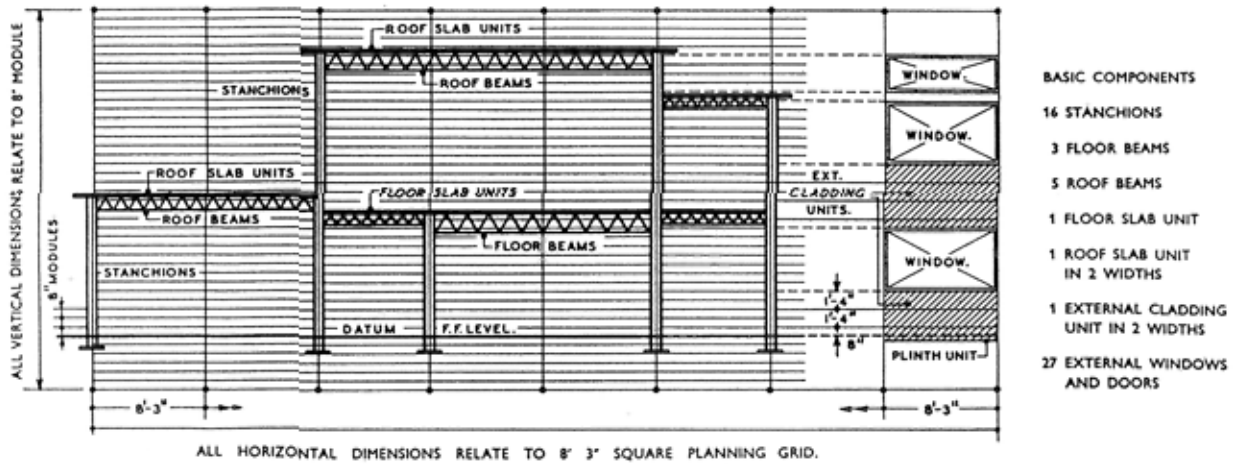 ALL VERTICAL DIMENSIONS RELATE TO 8" MODULE
8" MODULES
ROOF SLAB UNITS
ROOF BEAMS
STANCHIONS
ROOF SLAB UNITS
ROOF BEAMS
FLOOR SLAB UNITS
FLOOR BEAMS
STANCHIONS
DATUM
F.F. LEVEL.
WINDOW.
WINDOW.
EXT.
CLADDING
UNITS.
WINDOW.
1'-4"
1'-4"
8"
PLINTH UNIT
8'-3"
8'-3"
ALL HORIZONTAL DIMENSIONS RELATE TO 8' 3" SQUARE PLANNING GRID.
BASIC COMPONENTS
16 STANCHIONS
3 FLOOR BEAMS
5 ROOF BEAMS
1 FLOOR SLAB UNIT
1 ROOF SLAB UNIT
IN 2 WIDTHS
1 EXTERNAL CLADDING
UNIT IN 2 WIDTHS
27 EXTERNAL WINDOWS
AND DOORS